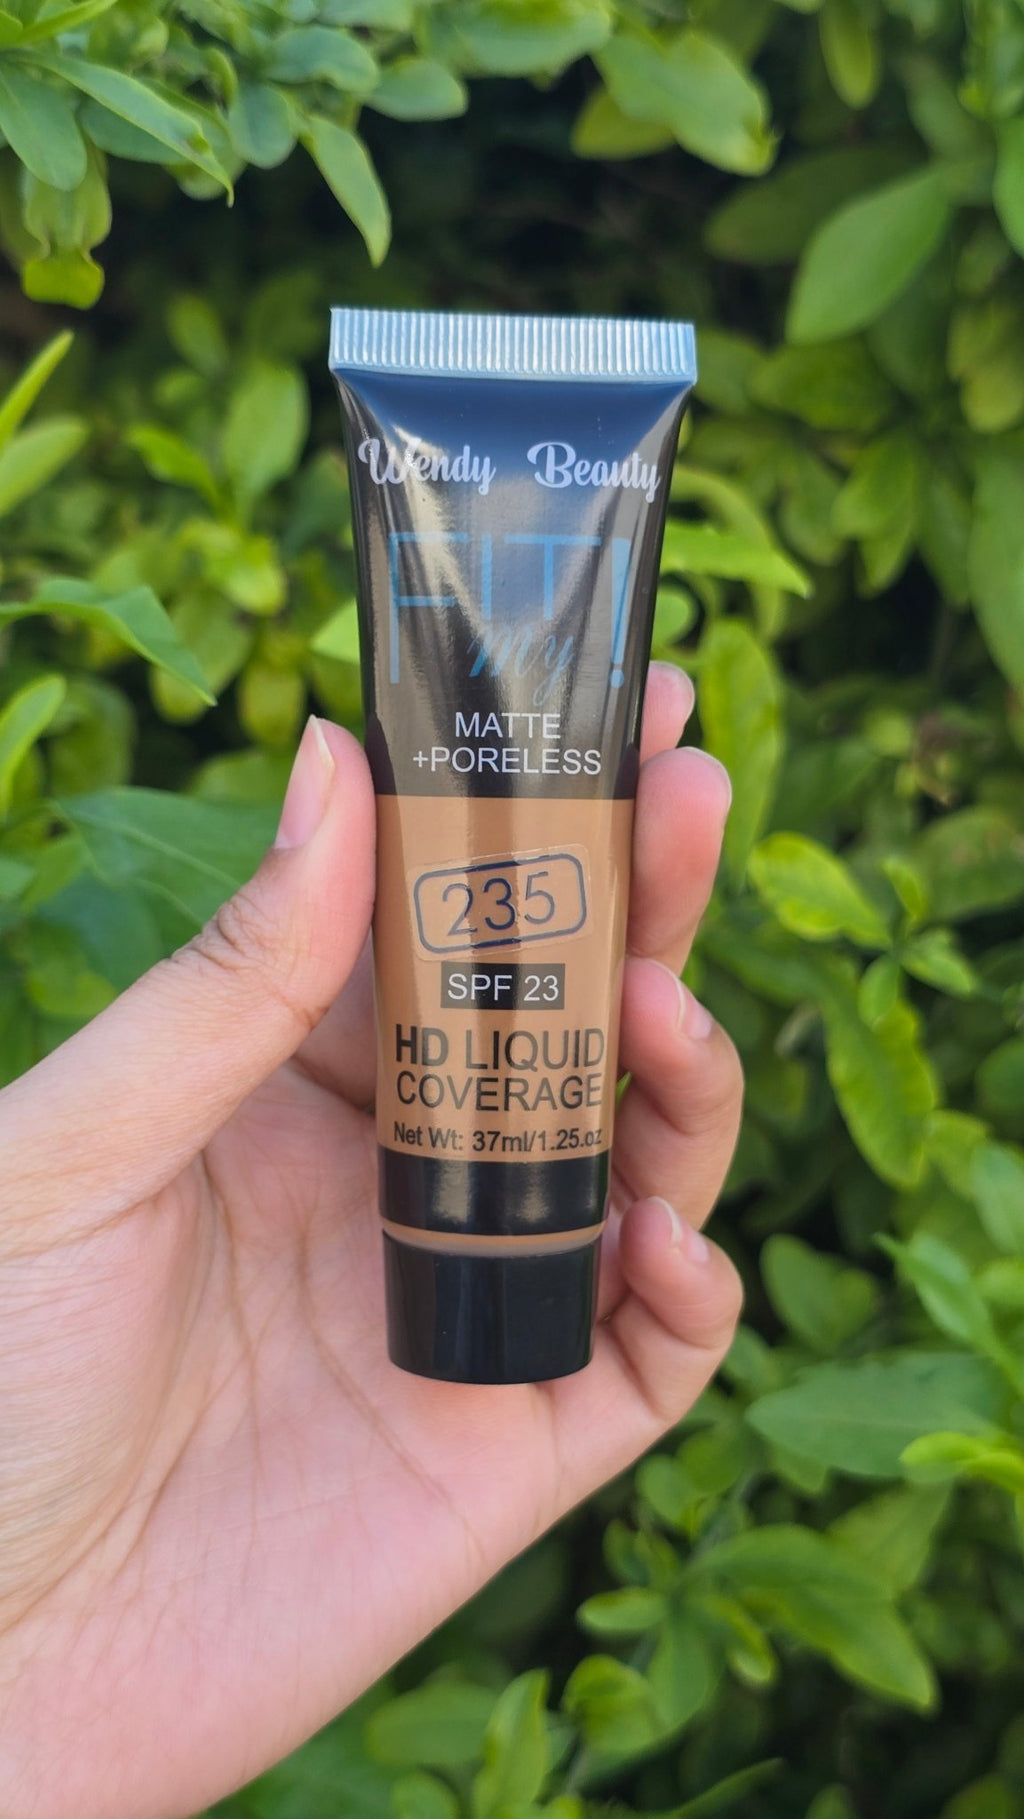 Wendy Beauty
FIT!
My
MATTE
+PORELESS
235
SPF 23
HD LIQUID
COVERAGE
Net Wt: 37ml/1.25.oz